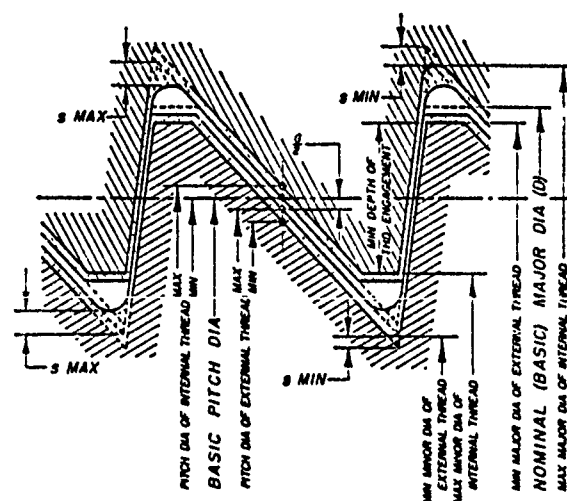 s MAX
s MIN
G
2
MIN DEPTH OF
THD. ENGAGEMENT
s MAX
s MIN
MAX
MIN
PITCH DIA OF INTERNAL THREAD
BASIC PITCH DIA
MAX
MIN
PITCH DIA OF EXTERNAL THREAD
MIN MINOR DIA OF
EXTERNAL THREAD
MAX MINOR DIA OF
INTERNAL THREAD
MIN MAJOR DIA OF EXTERNAL THREAD
NOMINAL (BASIC) MAJOR DIA (D)
MAX MAJOR DIA OF INTERNAL THREAD